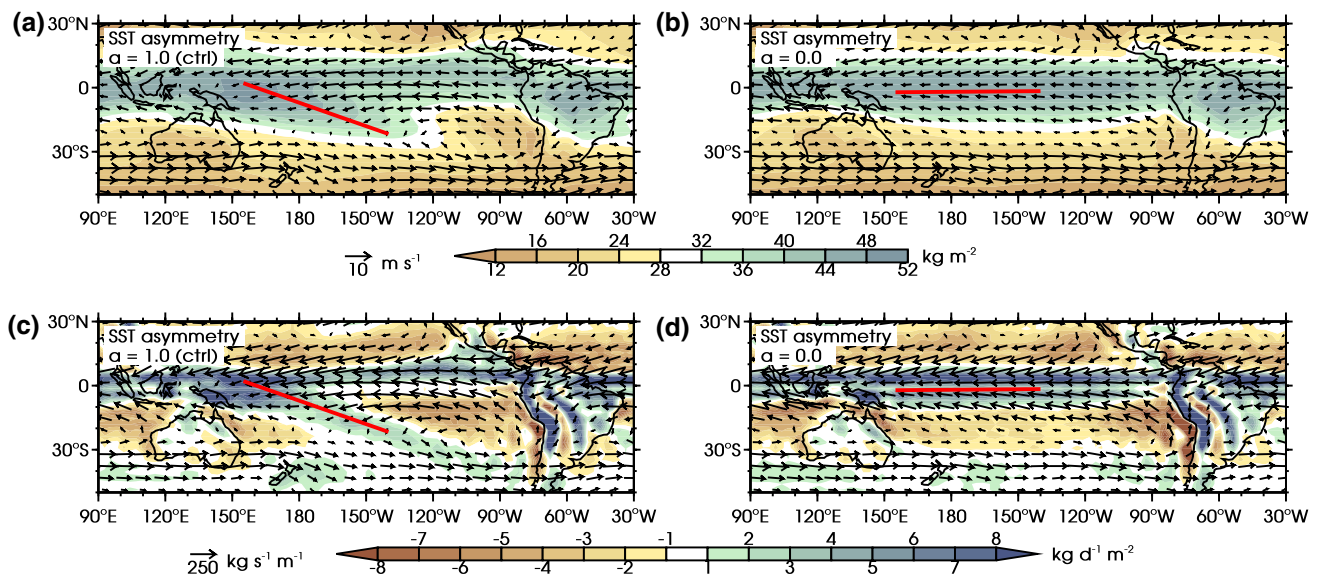 (a)
30°N
SST asymmetry
a = 1.0 (ctrl)
0
30°S
90°E 120°E 150°E 180 150°W 120°W 90°W 60°W 30°W
(b)
30°N
SST asymmetry
a = 0.0
0
30°S
90°E 120°E 150°E 180 150°W 120°W 90°W 60°W 30°W
10 m s⁻¹
16 24 32 40 48
12 20 28 36 44 52
kg m⁻²
(c)
30°N
SST asymmetry
a = 1.0 (ctrl)
0
30°S
90°E 120°E 150°E 180 150°W 120°W 90°W 60°W 30°W
(d)
30°N
SST asymmetry
a = 0.0
0
30°S
90°E 120°E 150°E 180 150°W 120°W 90°W 60°W 30°W
250 kg s⁻¹ m⁻¹
-7 -5 -3 -1 2 4 6 8
-8 -6 -4 -2 1 3 5 7
kg d⁻¹ m⁻²